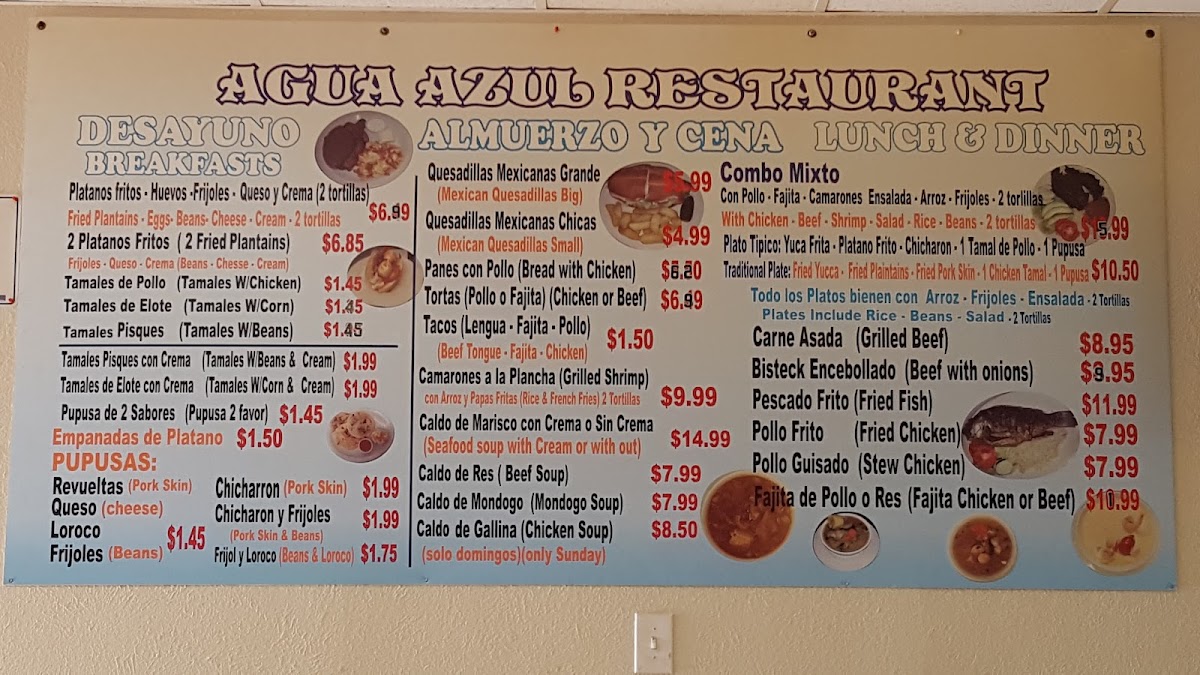 AGUA AZUL RESTAURANT
DESAYUNO
BREAKFASTS
Platanos fritos - Huevos -Frijoles - Queso y Crema (2 tortillas)
Fried Plantains - Eggs- Beans- Cheese - Cream - 2 tortillas $6.99
2 Platanos Fritos ( 2 Fried Plantains) $6.85
Frijoles - Queso - Crema (Beans - Chesse - Cream)
Tamales de Pollo (Tamales W/Chicken) $1.45
Tamales de Elote (Tamales W/Corn) $1.45
Tamales Pisques (Tamales W/Beans) $1.45
Tamales Pisques con Crema (Tamales W/Beans & Cream) $1.99
Tamales de Elote con Crema (Tamales W/Corn & Cream) $1.99
Pupusa de 2 Sabores (Pupusa 2 favor) $1.45
Empanadas de Platano $1.50
PUPUSAS:
Revueltas (Pork Skin)
Queso (cheese)
Loroco
Frijoles (Beans) $1.45
Chicharron (Pork Skin) $1.99
Chicharon y Frijoles $1.99
(Pork Skin & Beans)
Frijol y Loroco (Beans & Loroco) $1.75
ALMUERZO Y CENA LUNCH & DINNER
Quesadillas Mexicanas Grande .99
(Mexican Quesadillas Big)
Quesadillas Mexicanas Chicas $4.99
(Mexican Quesadillas Small)
Panes con Pollo (Bread with Chicken)
Tortas (Pollo o Fajita) (Chicken or Beef) $6.99
Tacos (Lengua - Fajita - Pollo) $1.50
(Beef Tongue - Fajita - Chicken)
Camarones a la Plancha (Grilled Shrimp)
con Arroz y Papas Fritas (Rice & French Fries) 2 Tortillas $9.99
Caldo de Marisco con Crema o Sin Crema
(Seafood soup with Cream or with out) $14.99
Caldo de Res ( Beef Soup) $7.99
Caldo de Mondogo (Mondogo Soup) $7.99
Caldo de Gallina (Chicken Soup) $8.50
(solo domingos)(only Sunday)
Combo Mixto
Con Pollo - Fajita - Camarones Ensalada - Arroz - Frijoles - 2 tortillas
With Chicken - Beef - Shrimp - Salad - Rice - Beans - 2 tortillas $15.99
Plato Tipico: Yuca Frita - Platano Frito - Chicharon - 1 Tamal de Pollo - 1 Pupusa
Traditional Plate: Fried Yucca - Fried Plaintains - Fried Pork Skin - 1 Chicken Tamal - 1 Pupusa $10.50
Todo los Platos bienen con Arroz - Frijoles - Ensalada - 2 Tortillas
Plates Include Rice - Beans - Salad - 2 Tortillas
Carne Asada (Grilled Beef) $8.95
Bisteck Encebollado (Beef with onions) $9.95
Pescado Frito (Fried Fish) $11.99
Pollo Frito (Fried Chicken) $7.99
Pollo Guisado (Stew Chicken) $7.99
Fajita de Pollo o Res (Fajita Chicken or Beef) $10.99